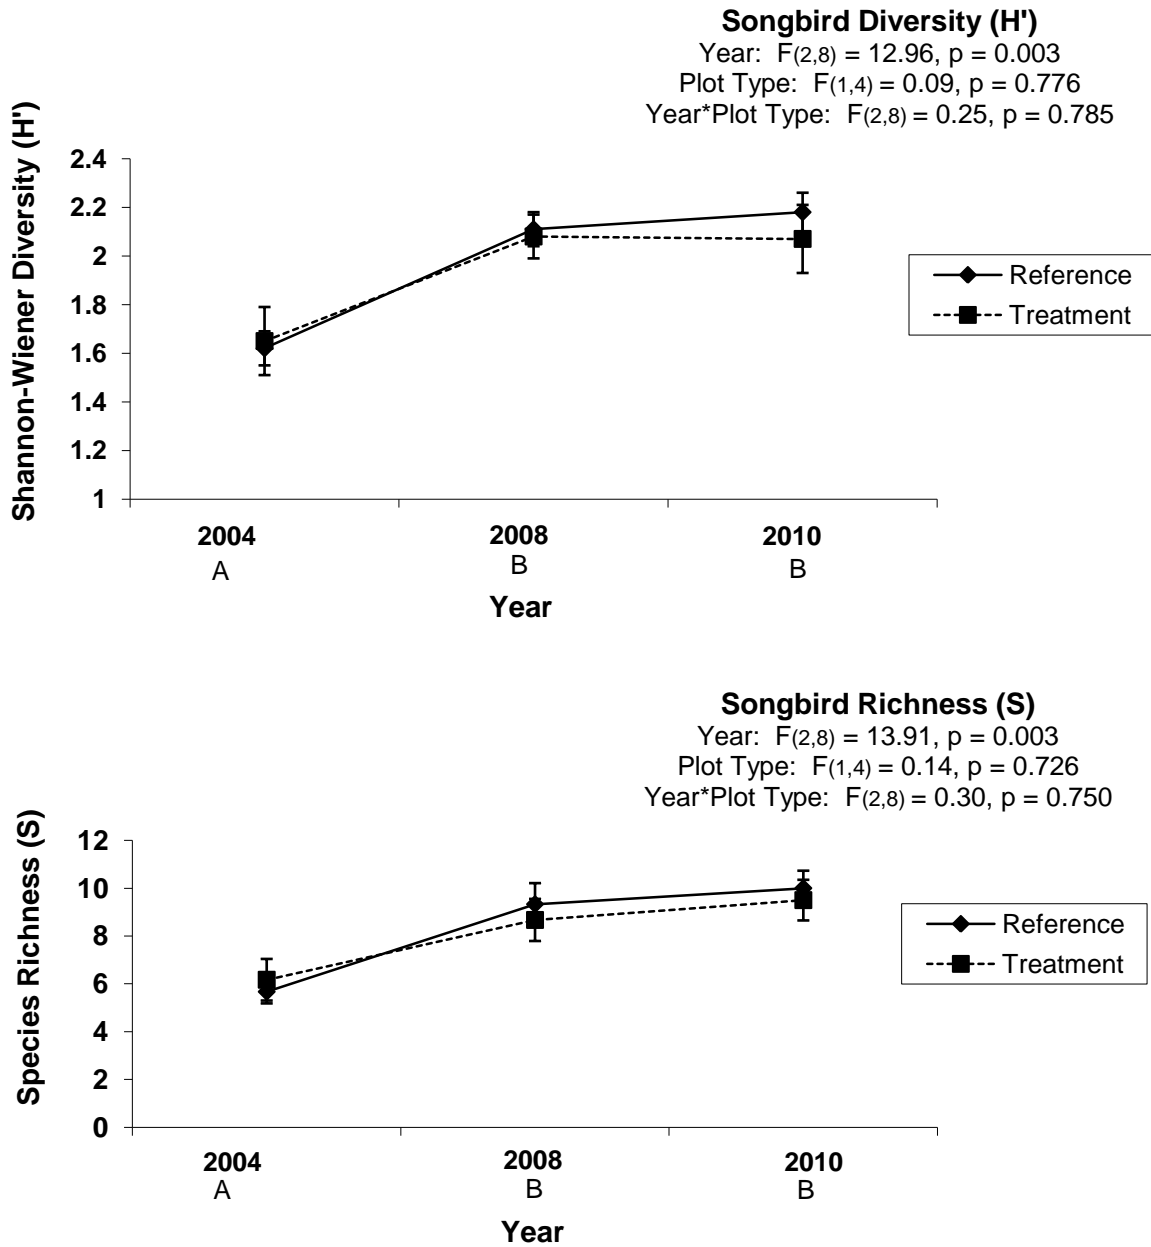 Songbird Diversity (H')
Year: F(2,8) = 12.96, p = 0.003
Plot Type: F(1,4) = 0.09, p = 0.776
Year*Plot Type: F(2,8) = 0.25, p = 0.785
Shannon-Wiener Diversity (H')
2.4
2.2
2
1.8
1.6
1.4
1.2
1
Reference
Treatment
2004
2008
2010
A
B
B
Year
Songbird Richness (S)
Year: F(2,8) = 13.91, p = 0.003
Plot Type: F(1,4) = 0.14, p = 0.726
Year*Plot Type: F(2,8) = 0.30, p = 0.750
Species Richness (S)
12
10
8
6
4
2
0
Reference
Treatment
2004
2008
2010
A
B
B
Year